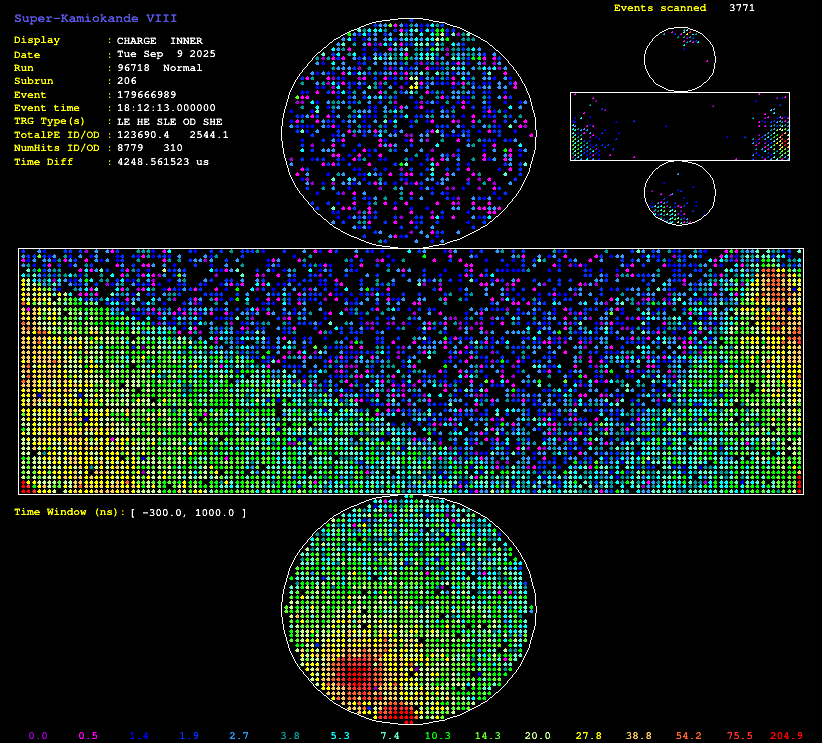 Super-Kamiokande VIII
Events scanned 3771
Display : CHARGE INNER
Date : Tue Sep 9 2025
Run : 96718 Normal
Subrun : 206
Event : 179666989
Event time : 18:12:13.000000
TRG Type(s) : LE HE SLE OD SHE
TotalPE ID/OD : 123690.4 2544.1
NumHits ID/OD : 8779 310
Time Diff : 4248.561523 us
Time Window (ns): [ -300.0, 1000.0 ]
0.0 0.5 1.4 1.9 2.7 3.8 5.3 7.4 10.3 14.3 20.0 27.8 38.8 54.2 75.5 204.9